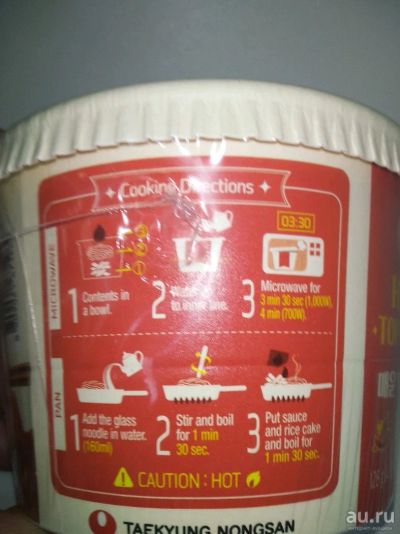 + Cooking Directions +
MICROWAVE
1 Contents in
a bowl.
2 Water
to inner line.
03:30
3 Microwave for
3 min 30 sec (1,000W),
4 min (700W).
PAN
1 Add the glass
noodle in water.
(160ml)
2 Stir and boil
for 1 min
30 sec.
3 Put sauce
and rice cake
and boil for
1 min 30 sec.
CAUTION : HOT
TAEKYUNG NONGSAN
au.ru